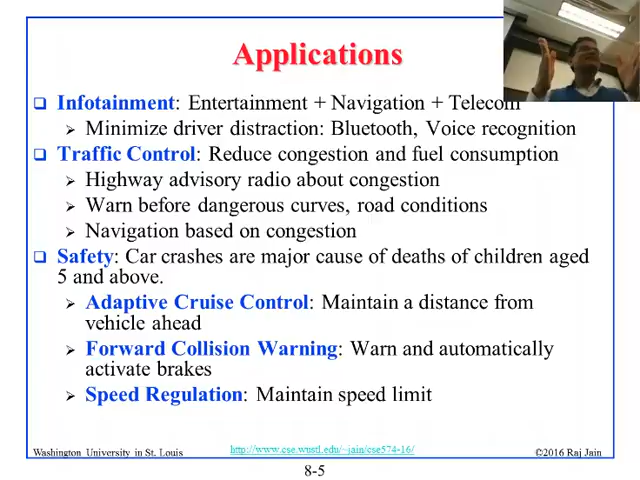 Applications
Infotainment: Entertainment + Navigation + Telecom
Minimize driver distraction: Bluetooth, Voice recognition
Traffic Control: Reduce congestion and fuel consumption
Highway advisory radio about congestion
Warn before dangerous curves, road conditions
Navigation based on congestion
Safety: Car crashes are major cause of deaths of children aged
5 and above.
Adaptive Cruise Control: Maintain a distance from
vehicle ahead
Forward Collision Warning: Warn and automatically
activate brakes
Speed Regulation: Maintain speed limit
Washington University in St. Louis
http://www.cse.wustl.edu/~jain/cse574-16/
©2016 Raj Jain
8-5